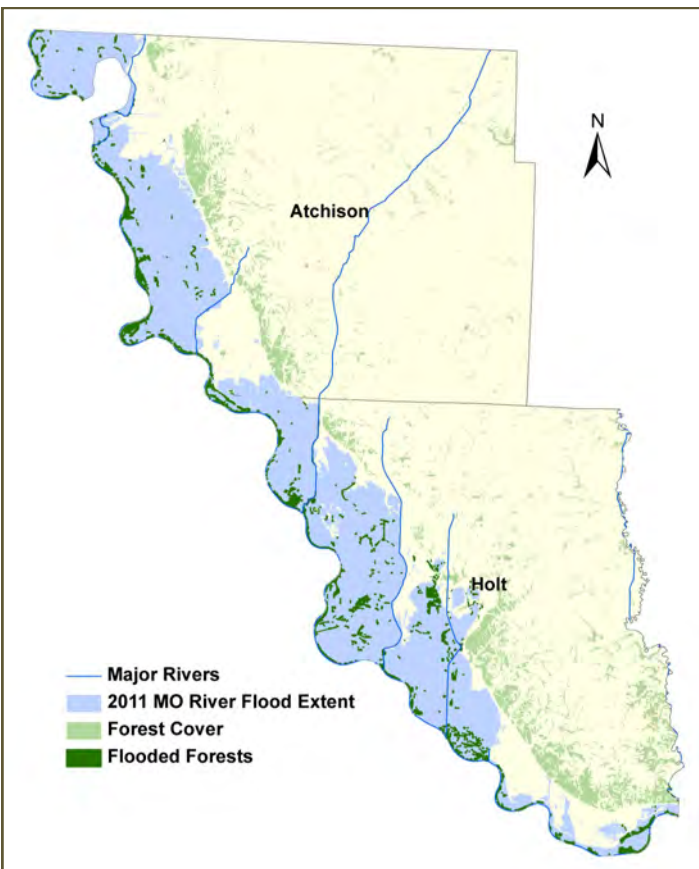 N
Atchison
Holt
Major Rivers
2011 MO River Flood Extent
Forest Cover
Flooded Forests